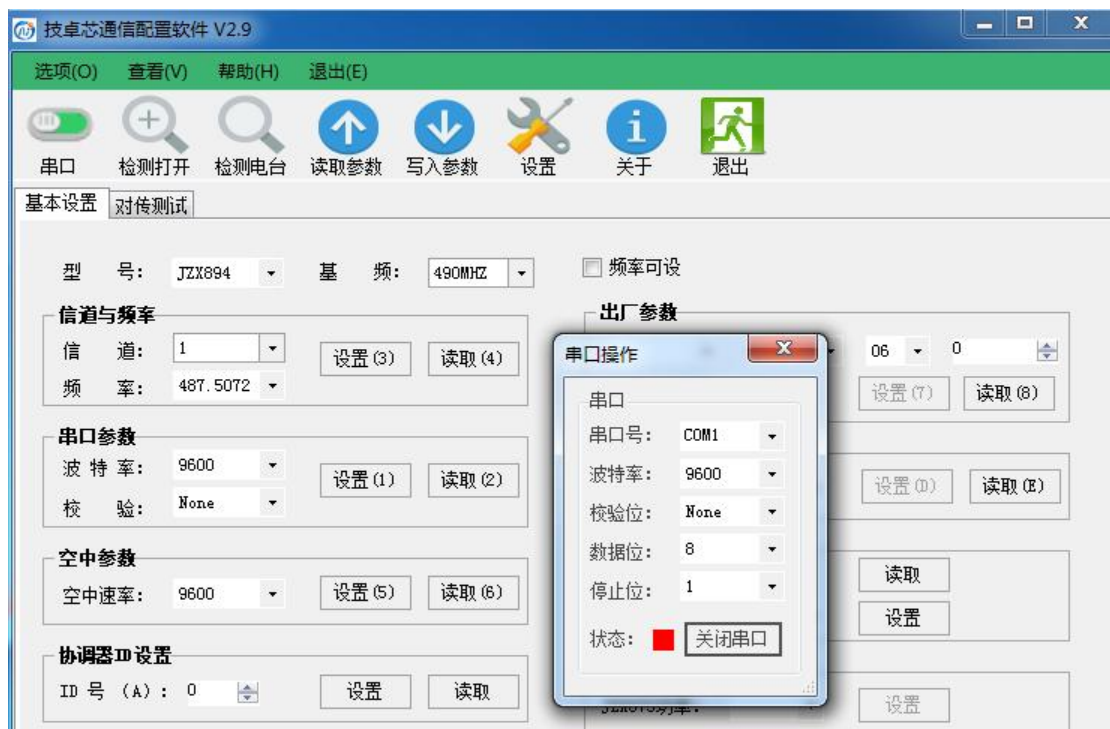 技卓芯通信配置软件 V2.9
选项(O) 查看(V) 帮助(H) 退出(E)
串口 检测打开 检测电台 读取参数 写入参数 设置 关于 退出
基本设置 对传测试
型 号: JZX894 基 频: 490MHZ 频率可设
信道与频率
信 道: 1 设置(3) 读取(4)
频 率: 487.5072
串口参数
波特率: 9600 设置(1) 读取(2)
校 验: None
空中参数
空中速率: 9600 设置(5) 读取(6)
协调器ID设置
ID号 (A): 0 设置 读取
出厂参数
06 0
设置(7) 读取(8)
设置(D) 读取(E)
读取
设置
设置
串口操作
串口
串口号: COM1
波特率: 9600
校验位: None
数据位: 8
停止位: 1
状态: 关闭串口